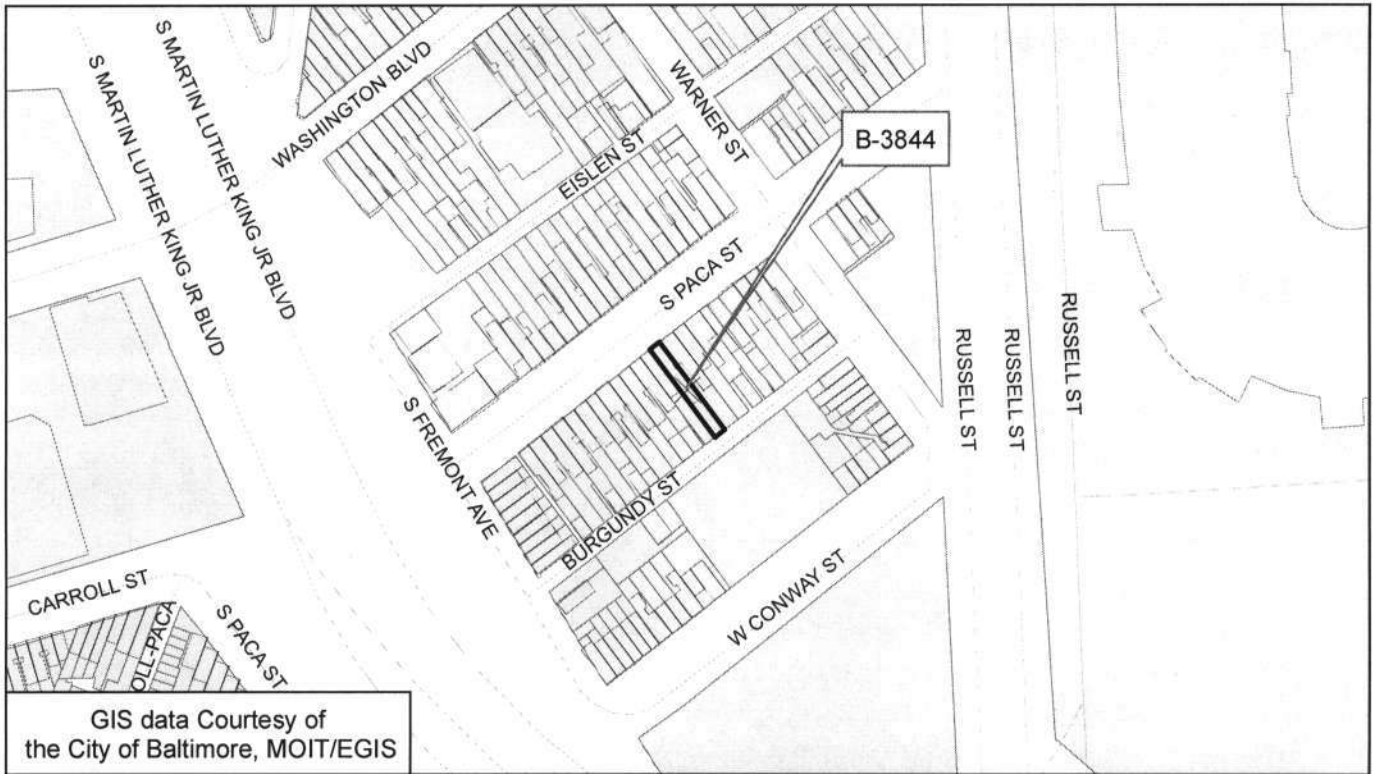 S MARTIN LUTHER KING JR BLVD
S MARTIN LUTHER KING JR BLVD
WASHINGTON BLVD
WARNER ST
EISLEN ST
B-3844
S PACA ST
RUSSELL ST
RUSSELL ST
RUSSELL ST
S FREMONT AVE
BURGUNDY ST
W CONWAY ST
CARROLL ST
OLL-PACA
S PACA ST
GIS data Courtesy of
the City of Baltimore, MOIT/EGIS